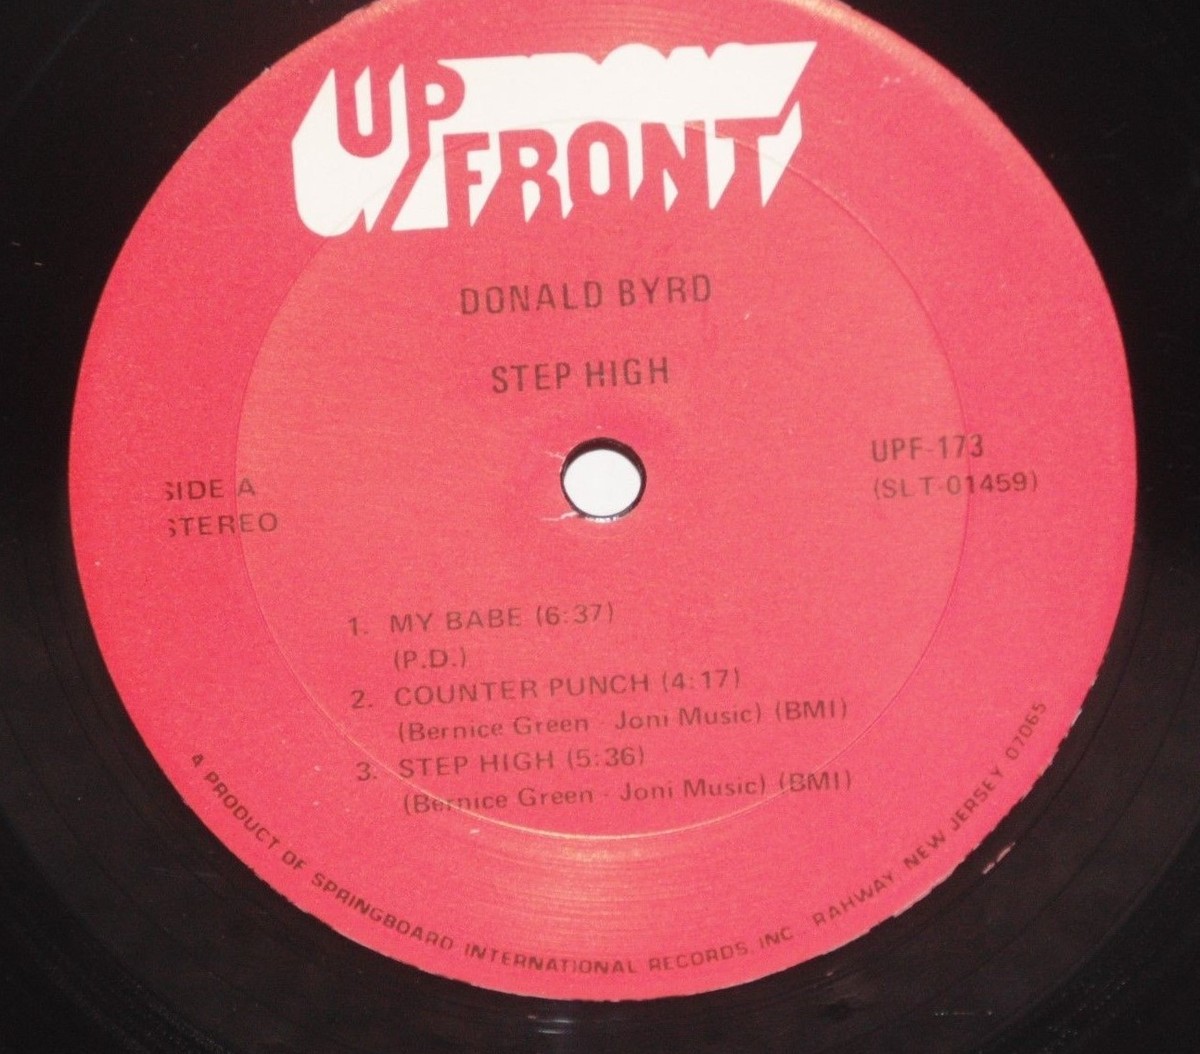 UP
FRONT
DONALD BYRD
STEP HIGH
UPF-173
(SLT-01459)
SIDE A
STEREO
1. MY BABE (6:37)
(P.D.)
2. COUNTER PUNCH (4:17)
(Bernice Green - Joni Music) (BMI)
3. STEP HIGH (5:36)
(Bernice Green - Joni Music) (BMI)
A PRODUCT OF SPRINGBOARD INTERNATIONAL RECORDS, INC. RAHWAY NEW JERSEY 07065